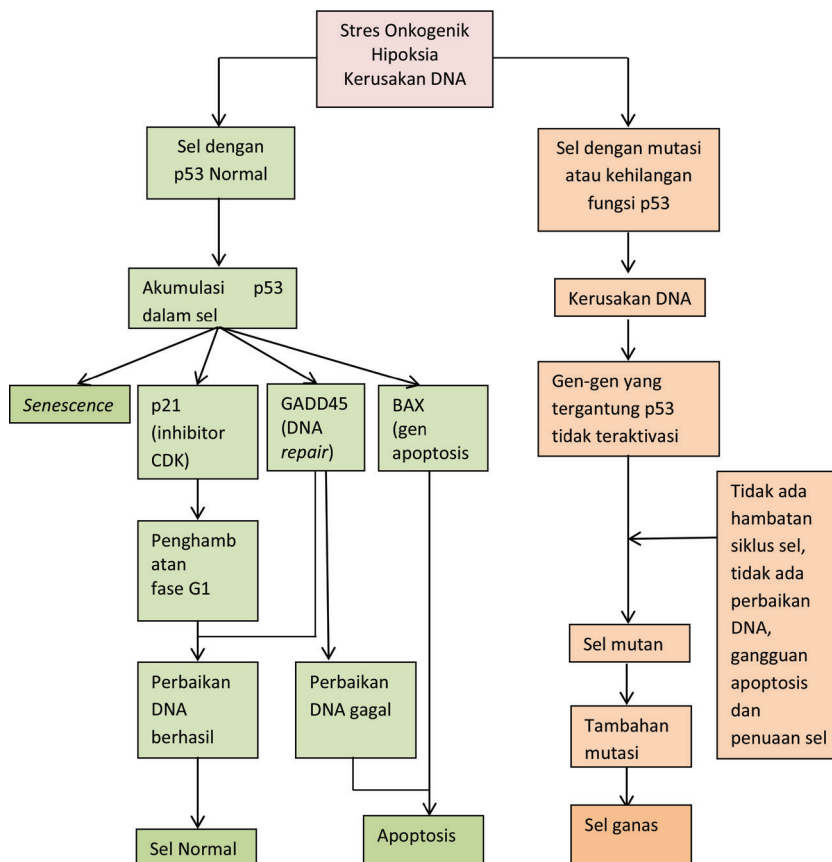 Stres Onkogenik
Hipoksia
Kerusakan DNA
Sel dengan
p53 Normal
Sel dengan mutasi
atau kehilangan
fungsi p53
Akumulasi p53
dalam sel
Kerusakan DNA
Senescence
p21
(inhibitor
CDK)
GADD45
(DNA
repair)
BAX
(gen
apoptosis)
Gen-gen yang
tergantung p53
tidak teraktivasi
Tidak ada
hambatan
siklus sel,
tidak ada
perbaikan
DNA,
gangguan
apoptosis
dan
penuaan sel
Penghamb
atan
fase G1
Sel mutan
Perbaikan
DNA
berhasil
Perbaikan
DNA gagal
Tambahan
mutasi
Sel Normal
Apoptosis
Sel ganas